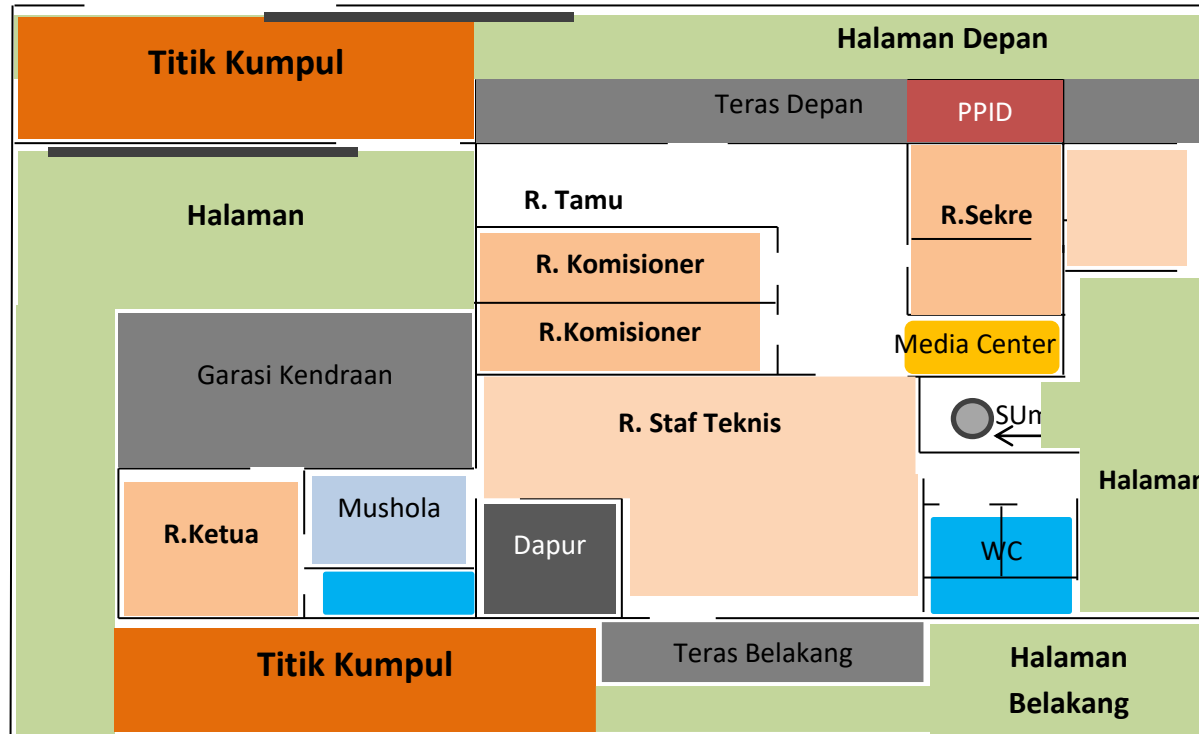 Halaman Depan
Titik Kumpul
Teras Depan
PPID
R. Tamu
Halaman
R.Sekre
R. Komisioner
R.Komisioner
Media Center
Garasi Kendraan
R. Staf Teknis
Halaman
Mushola
R.Ketua
Dapur
WC
Titik Kumpul
Teras Belakang
Halaman
Belakang